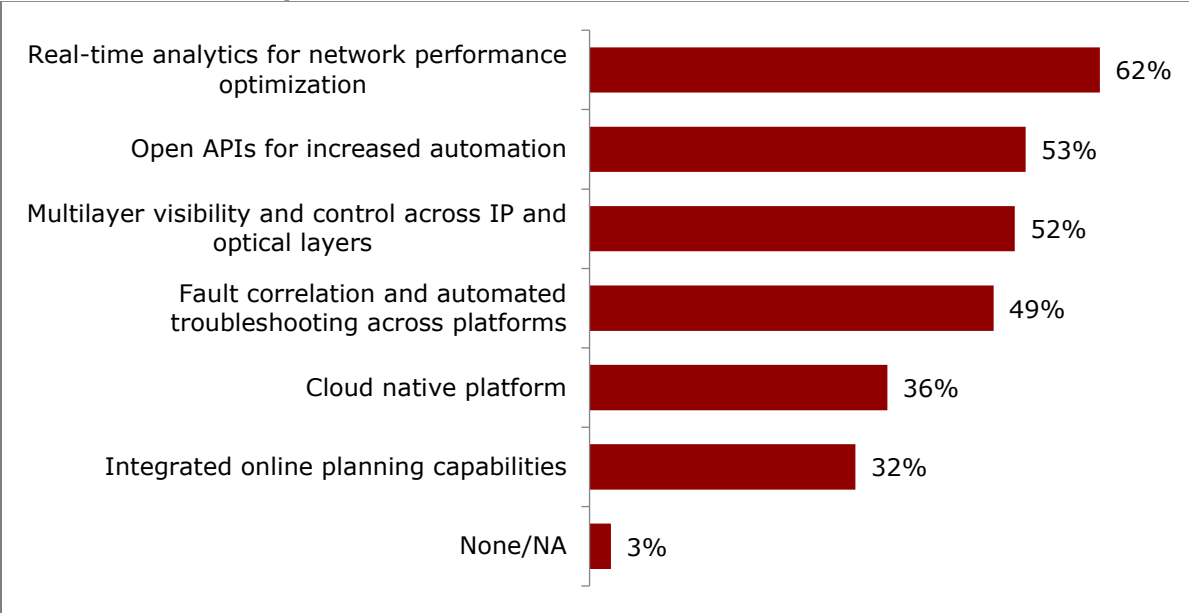 Real-time analytics for network performance
optimization
62%
Open APIs for increased automation
53%
Multilayer visibility and control across IP and
optical layers
52%
Fault correlation and automated
troubleshooting across platforms
49%
Cloud native platform
36%
Integrated online planning capabilities
32%
None/NA
3%